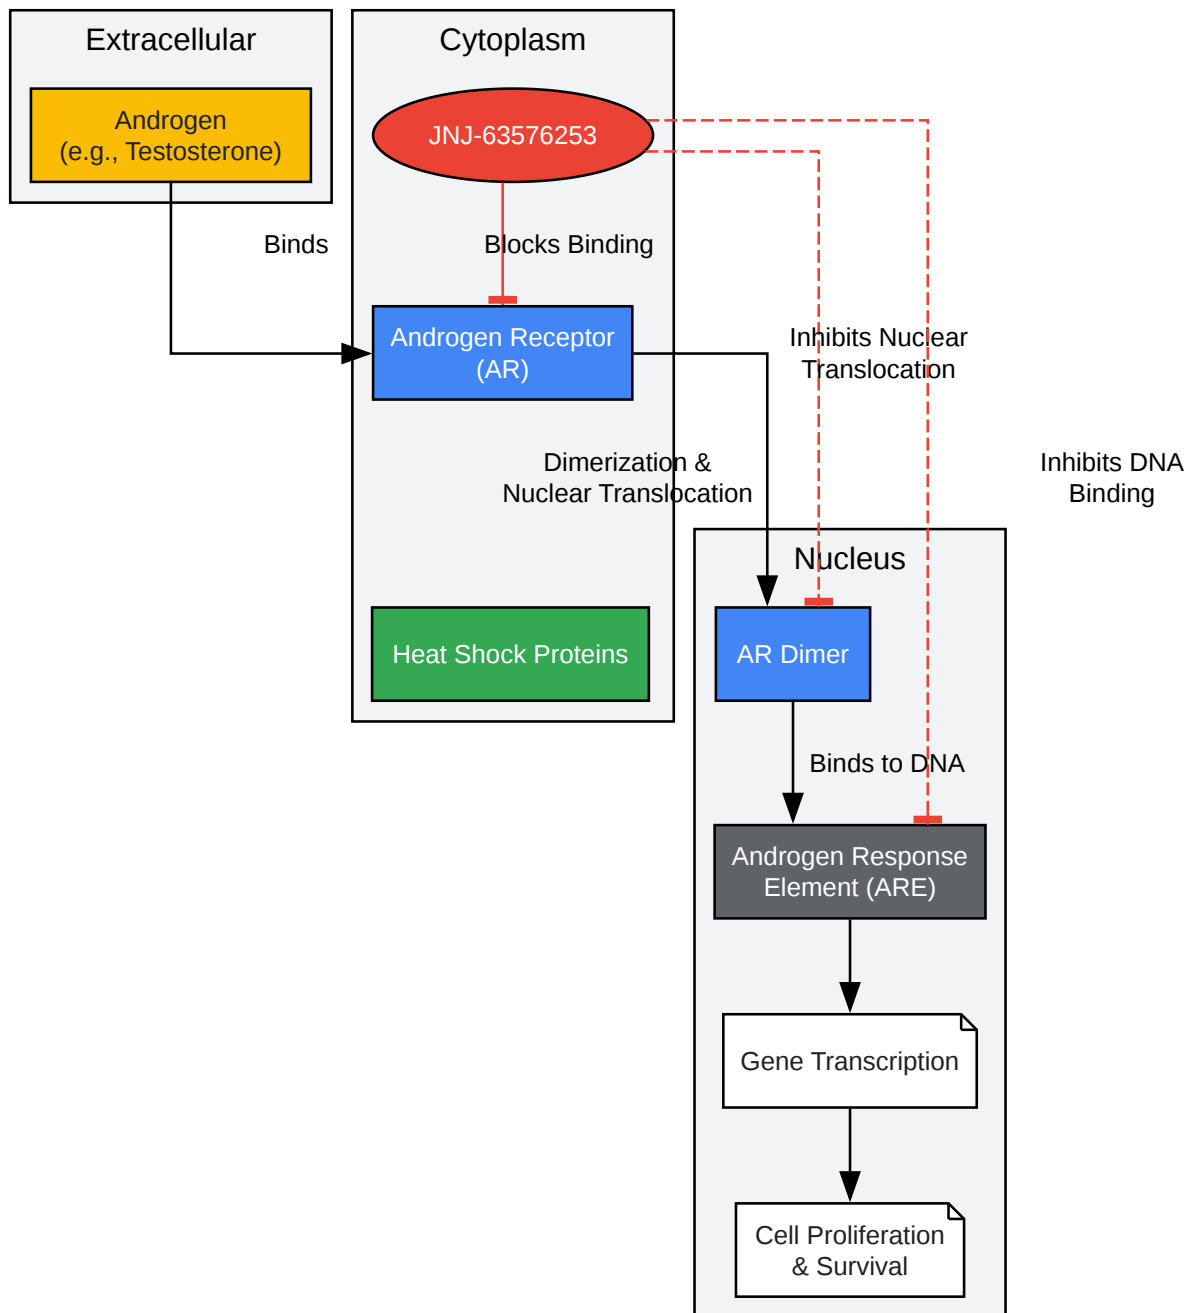 Extracellular
Cytoplasm
Androgen
(e.g., Testosterone)
JNJ-63576253
Binds
Blocks Binding
Androgen Receptor
(AR)
Inhibits Nuclear
Translocation
Dimerization &
Nuclear Translocation
Inhibits DNA
Binding
Nucleus
Heat Shock Proteins
AR Dimer
Binds to DNA
Androgen Response
Element (ARE)
Gene Transcription
Cell Proliferation
& Survival